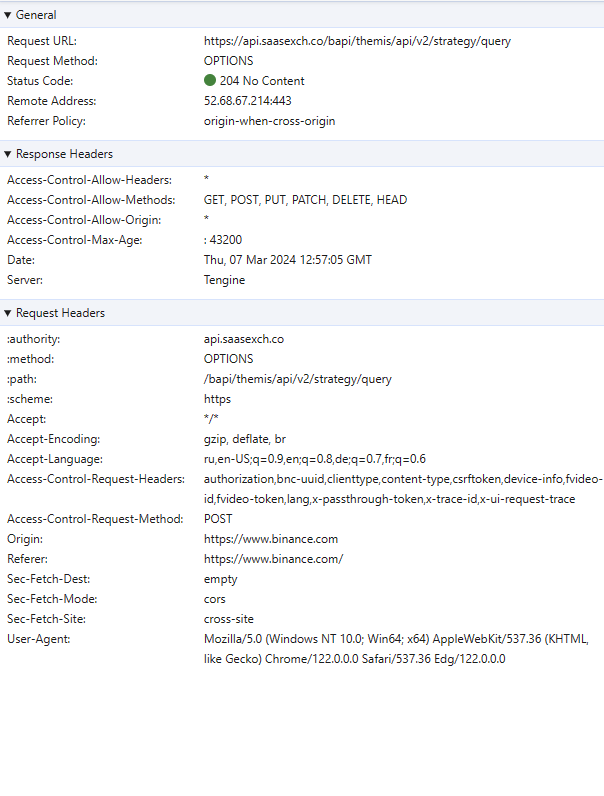 General
Request URL: https://api.saasexch.co/bapi/themis/api/v2/strategy/query
Request Method: OPTIONS
Status Code: 204 No Content
Remote Address: 52.68.67.214:443
Referrer Policy: origin-when-cross-origin
Response Headers
Access-Control-Allow-Headers: *
Access-Control-Allow-Methods: GET, POST, PUT, PATCH, DELETE, HEAD
Access-Control-Allow-Origin: *
Access-Control-Max-Age: : 43200
Date: Thu, 07 Mar 2024 12:57:05 GMT
Server: Tengine
Request Headers
:authority: api.saasexch.co
:method: OPTIONS
:path: /bapi/themis/api/v2/strategy/query
:scheme: https
Accept: */*
Accept-Encoding: gzip, deflate, br
Accept-Language: ru,en-US;q=0.9,en;q=0.8,de;q=0.7,fr;q=0.6
Access-Control-Request-Headers: authorization,bnc-uuid,clienttype,content-type,csrftoken,device-info,fvideo-
id,fvideo-token,lang,x-passthrough-token,x-trace-id,x-ui-request-trace
Access-Control-Request-Method: POST
Origin: https://www.binance.com
Referer: https://www.binance.com/
Sec-Fetch-Dest: empty
Sec-Fetch-Mode: cors
Sec-Fetch-Site: cross-site
User-Agent: Mozilla/5.0 (Windows NT 10.0; Win64; x64) AppleWebKit/537.36 (KHTML,
like Gecko) Chrome/122.0.0.0 Safari/537.36 Edg/122.0.0.0